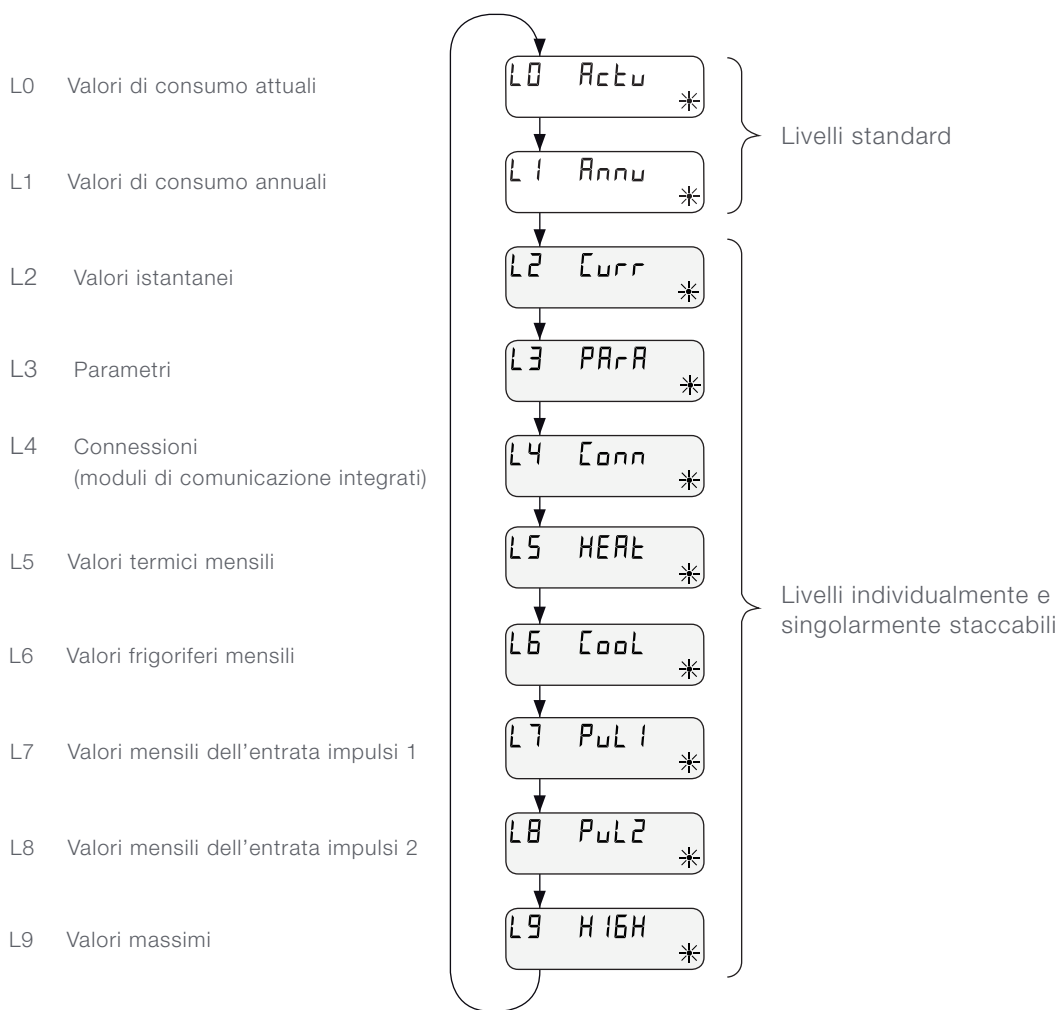 L0 Valori di consumo attuali
L0 Actu
L1 Valori di consumo annuali
L1 Annu
Livelli standard
L2 Valori istantanei
L2 Curr
L3 Parametri
L3 PArA
L4 Connessioni
(moduli di comunicazione integrati)
L4 Conn
L5 Valori termici mensili
L5 HEAt
Livelli individualmente e
singolarmente staccabili
L6 Valori frigoriferi mensili
L6 CooL
L7 Valori mensili dell’entrata impulsi 1
L7 PuL1
L8 Valori mensili dell’entrata impulsi 2
L8 PuL2
L9 Valori massimi
L9 HIGH